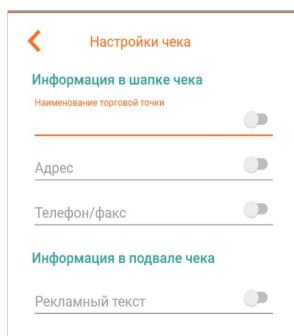 Настройки чека
Информация в шапке чека
Наименование торговой точки
Адрес
Телефон/факс
Информация в подвале чека
Рекламный текст